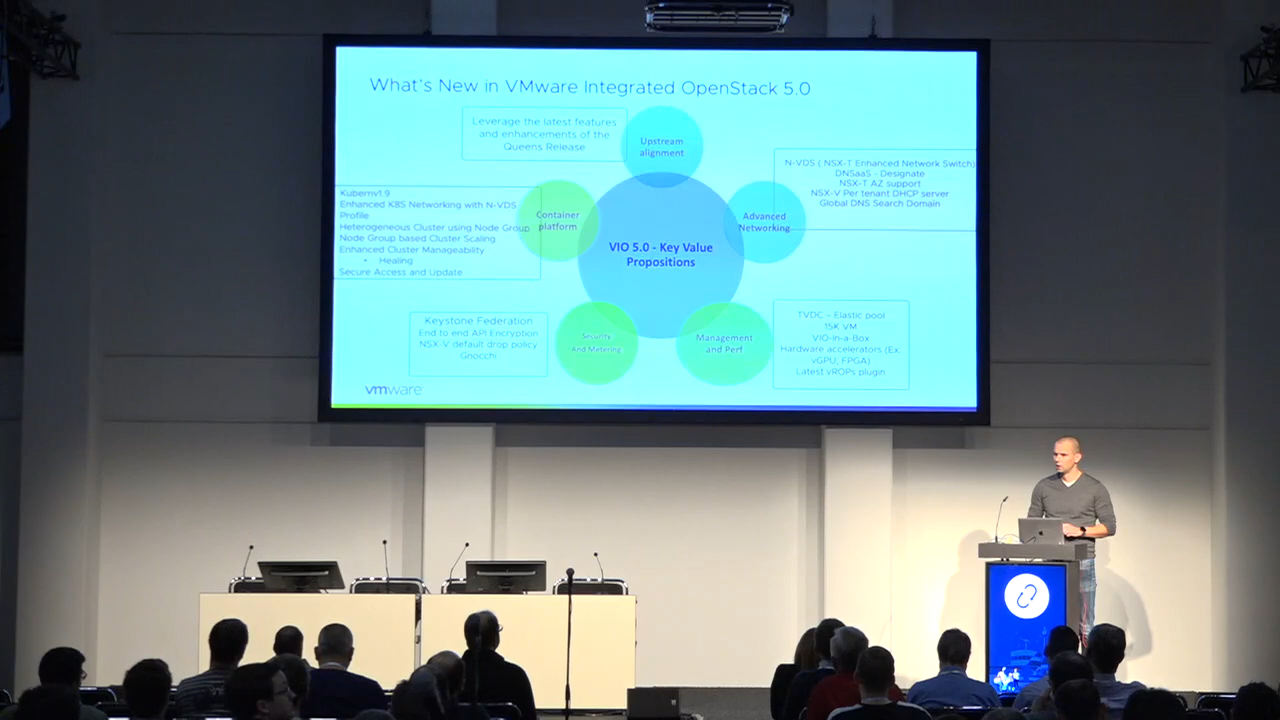 What's New in VMware Integrated OpenStack 5.0
Leverage the latest features
and enhancements of the
Queens Release
Upstream
alignment
N-VDS ( NSX-T Enhanced Network Switch)
DNSaaS - Designate
NSX-T AZ support
NSX-V Per tenant DHCP server
Global DNS Search Domain
Advanced
Networking
Kubernv1.9
Enhanced K8S Networking with N-VDS
Profile
Heterogeneous Cluster using Node Group
Node Group based Cluster Scaling
Enhanced Cluster Manageability
• Healing
Secure Access and Update
Container
platform
VIO 5.0 - Key Value
Propositions
Keystone Federation
End to end API Encryption
NSX-V default drop policy
Gnocchi
Security
And Metering
Management
and Perf
TVDC - Elastic pool
15K VM
VIO-in-a-Box
Hardware accelerators (Ex.
vGPU, FPGA)
Latest vROPs plugin
vmware